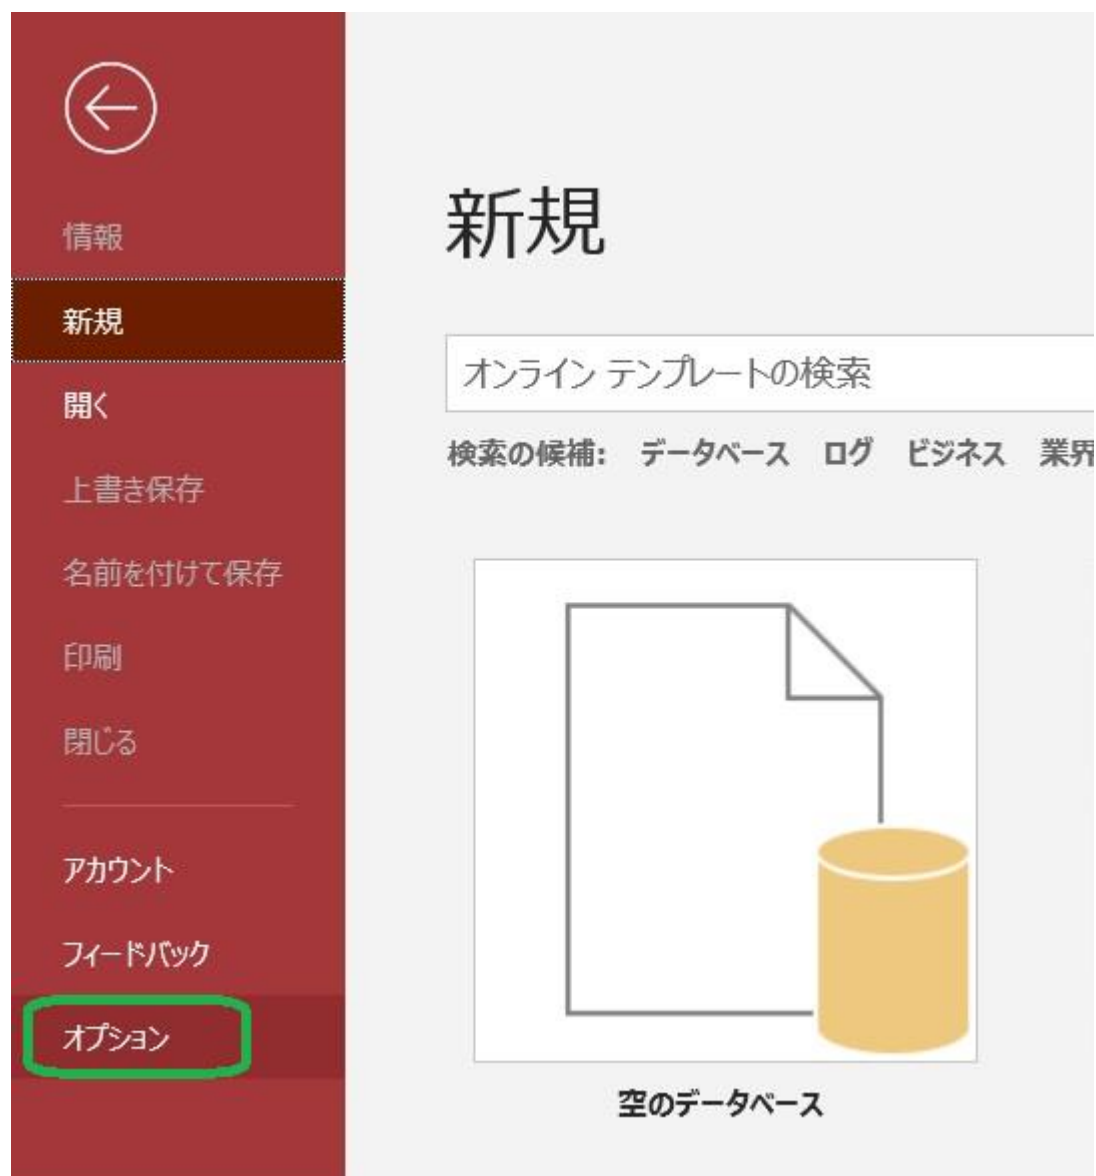 情報
新規
開く
上書き保存
名前を付けて保存
印刷
閉じる
アカウント
フィードバック
オプション
新規
オンライン テンプレートの検索
検索の候補: データベース ログ ビジネス 業界
空のデータベース